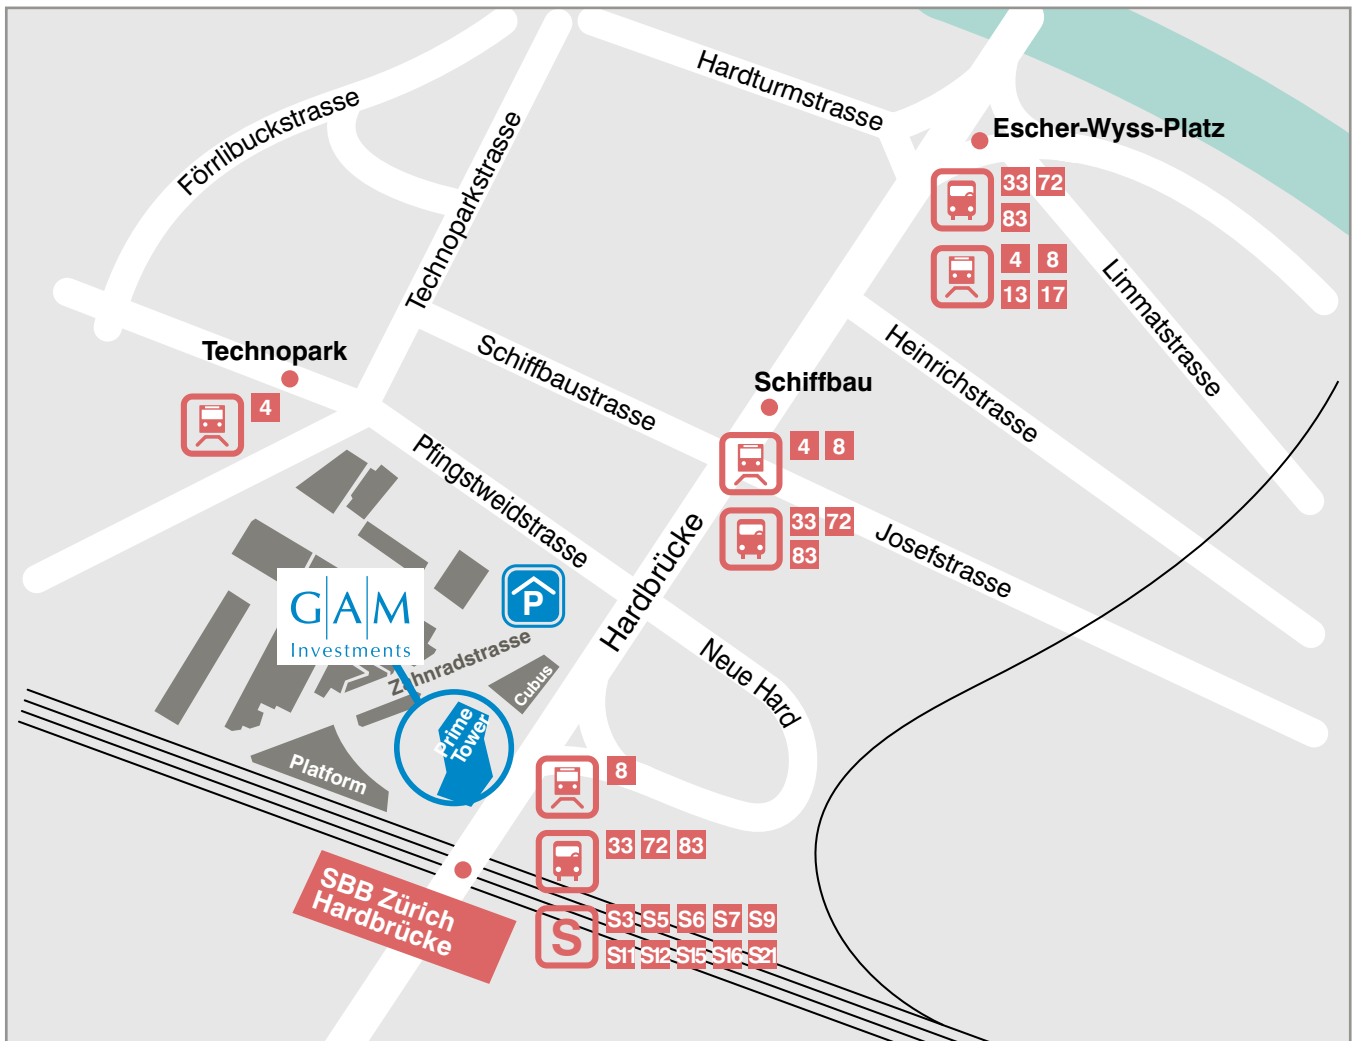 Hardturmstrasse
Escher-Wyss-Platz
33 72
83
4 8
13 17
Förrlibuckstrasse
Technoparkstrasse
Limmatstrasse
Heinrichstrasse
Technopark
4
Schiffbaustrasse
Schiffbau
4 8
33 72
83
Pfingstweidstrasse
Hardbrücke
Josefstrasse
G|A|M
Investments
P
Zahnradstrasse
Cubus
Neue Hard
Prime
Tower
Platform
8
33 72 83
SBB Zürich
Hardbrücke
S
S3 S5 S6 S7 S9
S11 S12 S15 S16 S21